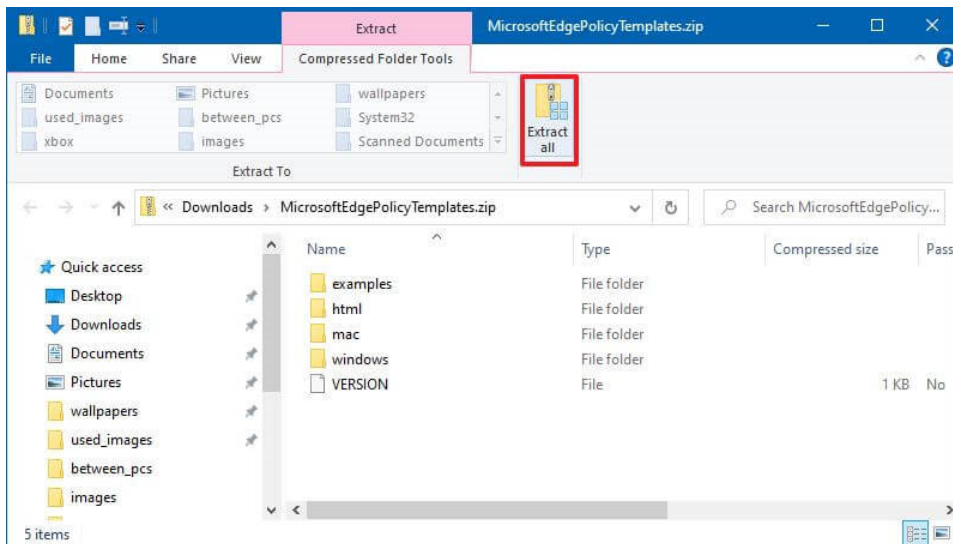 Extract MicrosoftEdgePolicyTemplates.zip
File Home Share View Compressed Folder Tools
Documents Pictures wallpapers
used_images between_pcs System32
xbox images Scanned Documents
Extract all
Extract To
« Downloads > MicrosoftEdgePolicyTemplates.zip Search MicrosoftEdgePolicy...
Name Type Compressed size Pass
Quick access
Desktop
Downloads
Documents
Pictures
wallpapers
used_images
between_pcs
images
examples File folder
html File folder
mac File folder
windows File folder
VERSION File 1 KB No
5 items